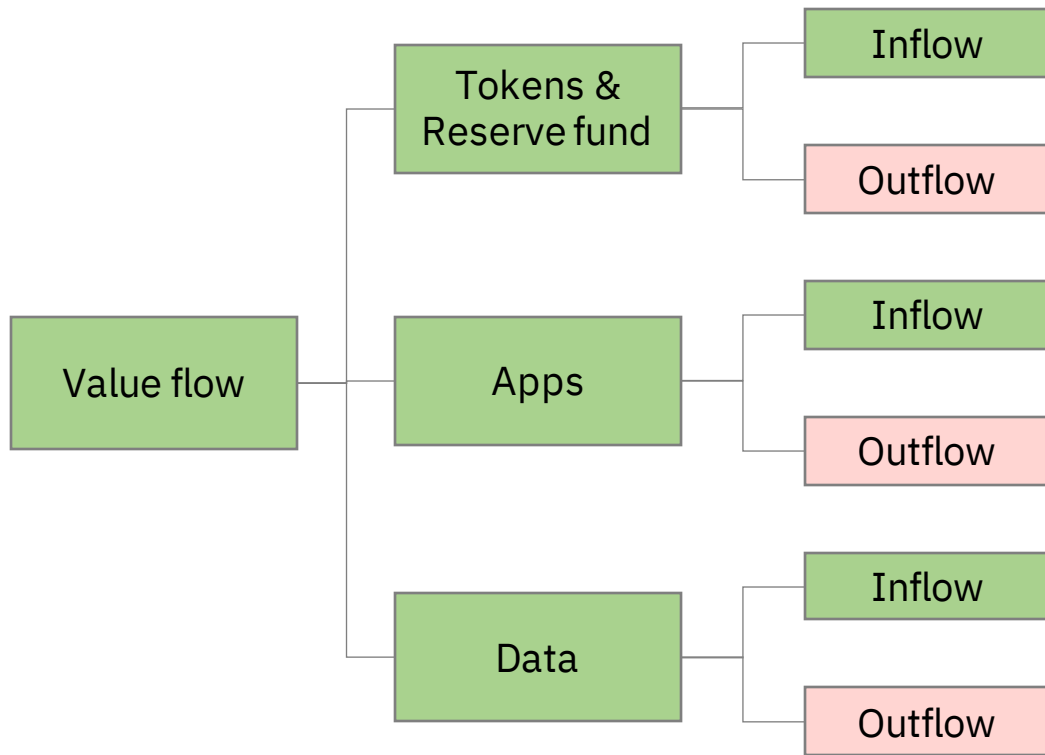 Value flow
Tokens &
Reserve fund
Inflow
Outflow
Apps
Inflow
Outflow
Data
Inflow
Outflow